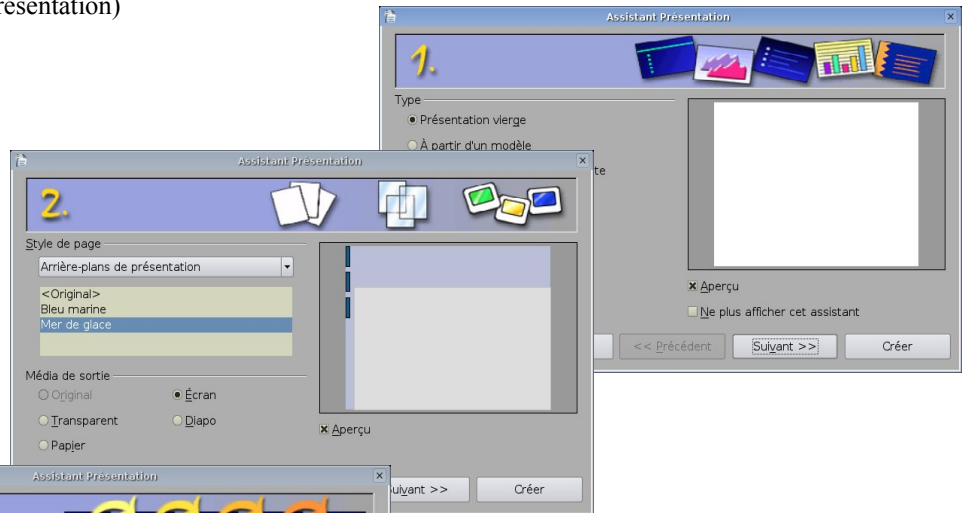 résentation)
Assistant Présentation
1.
Type
Présentation vierge
À partir d'un modèle
te
Aperçu
Ne plus afficher cet assistant
<< Précédent
Suivant >>
Créer
Assistant Présentation
2.
Style de page
Arrière-plans de présentation
<Original>
Bleu marine
Mer de glace
Média de sortie
Original
Écran
Transparent
Diapo
Papier
Aperçu
uivant >>
Créer
Assistant Présentation